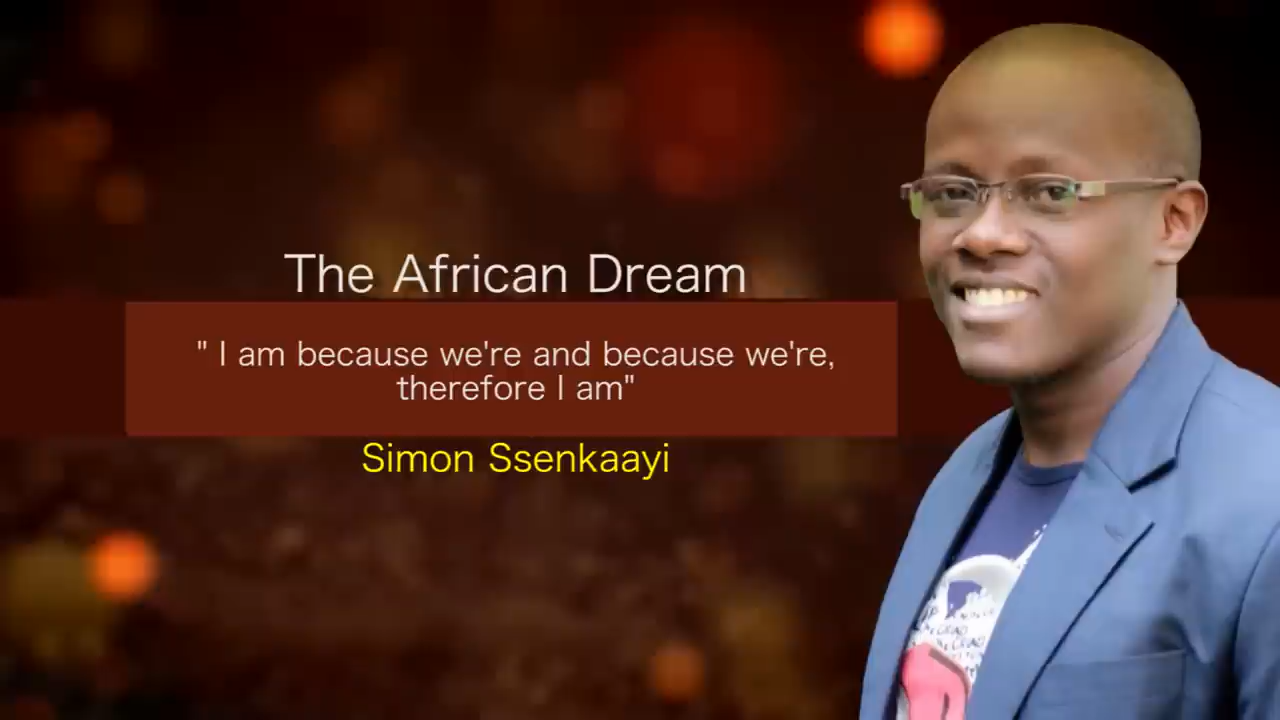 The African Dream
" I am because we're and because we're,
therefore I am"
Simon Ssenkaayi